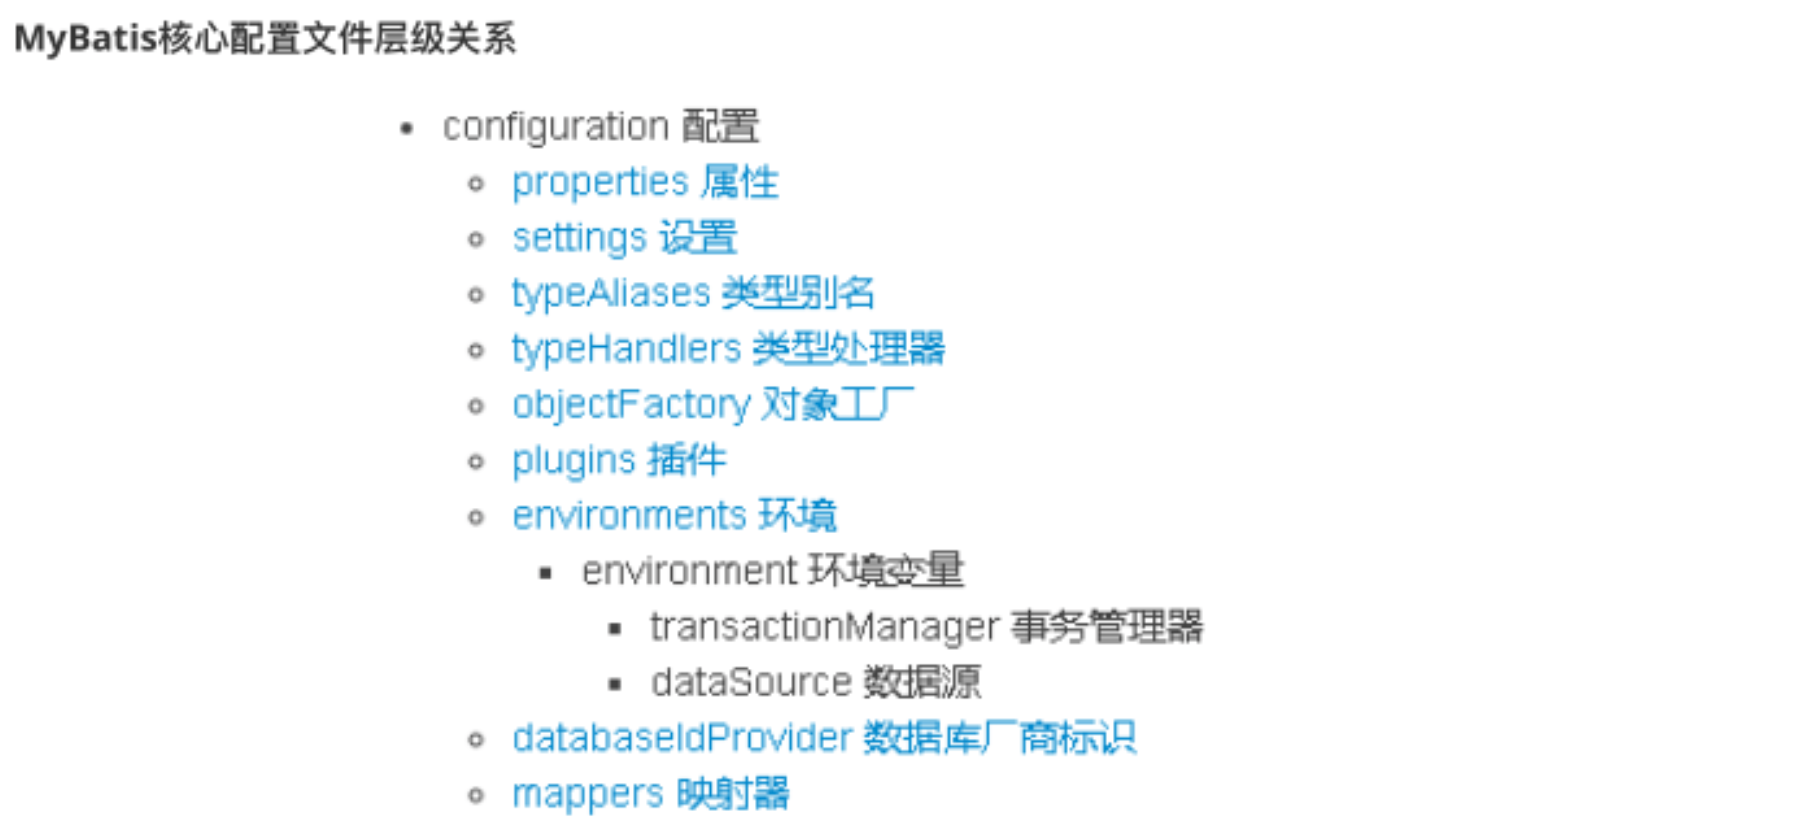 MyBatis核心配置文件层级关系
configuration 配置
properties 属性
settings 设置
typeAliases 类型别名
typeHandlers 类型处理器
objectFactory 对象工厂
plugins 插件
environments 环境
environment 环境变量
transactionManager 事务管理器
dataSource 数据源
databaseIdProvider 数据库厂商标识
mappers 映射器